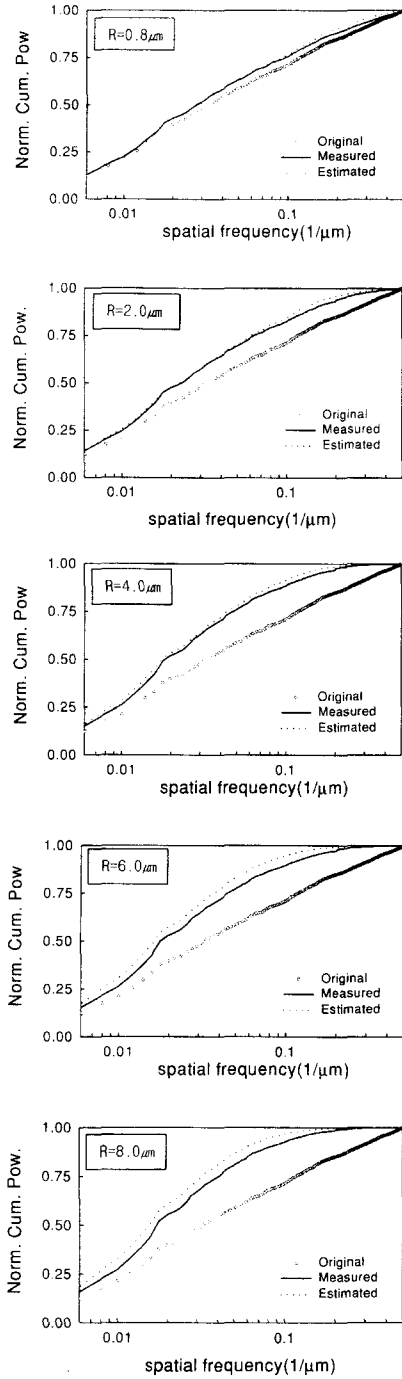 1.00
R=0.8㎛
0.75
0.50
0.25
0.00
Norm. Cum. Pow.
Original
Measured
Estimated
0.01
0.1
spatial frequency(1/μm)
1.00
R=2.0㎛
0.75
0.50
0.25
0.00
Norm. Cum. Pow.
Original
Measured
Estimated
0.01
0.1
spatial frequency(1/μm)
1.00
R=4.0㎛
0.75
0.50
0.25
0.00
Norm. Cum. Pow.
Original
Measured
Estimated
0.01
0.1
spatial frequency(1/μm)
1.00
R=6.0㎛
0.75
0.50
0.25
0.00
Norm. Cum. Pow
Original
Measured
Estimated
0.01
0.1
spatial frequency(1/μm)
1.00
R=8.0㎛
0.75
0.50
0.25
0.00
Norm. Cum. Pow.
Original
Measured
Estimated
0.01
0.1
spatial frequency(1/μm)